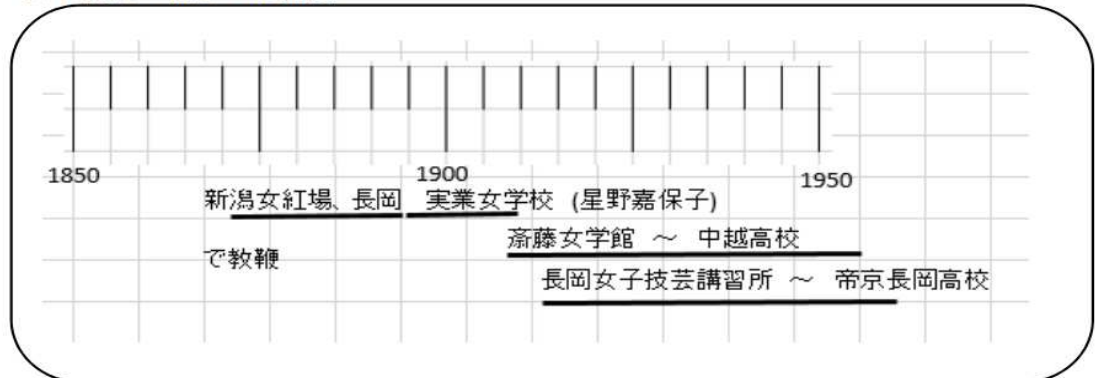 1850 1900 1950
新潟女紅場、長岡 実業女学校 (星野嘉保子)
斎藤女学館 ～ 中越高校
で教鞭
長岡女子技芸講習所 ～ 帝京長岡高校